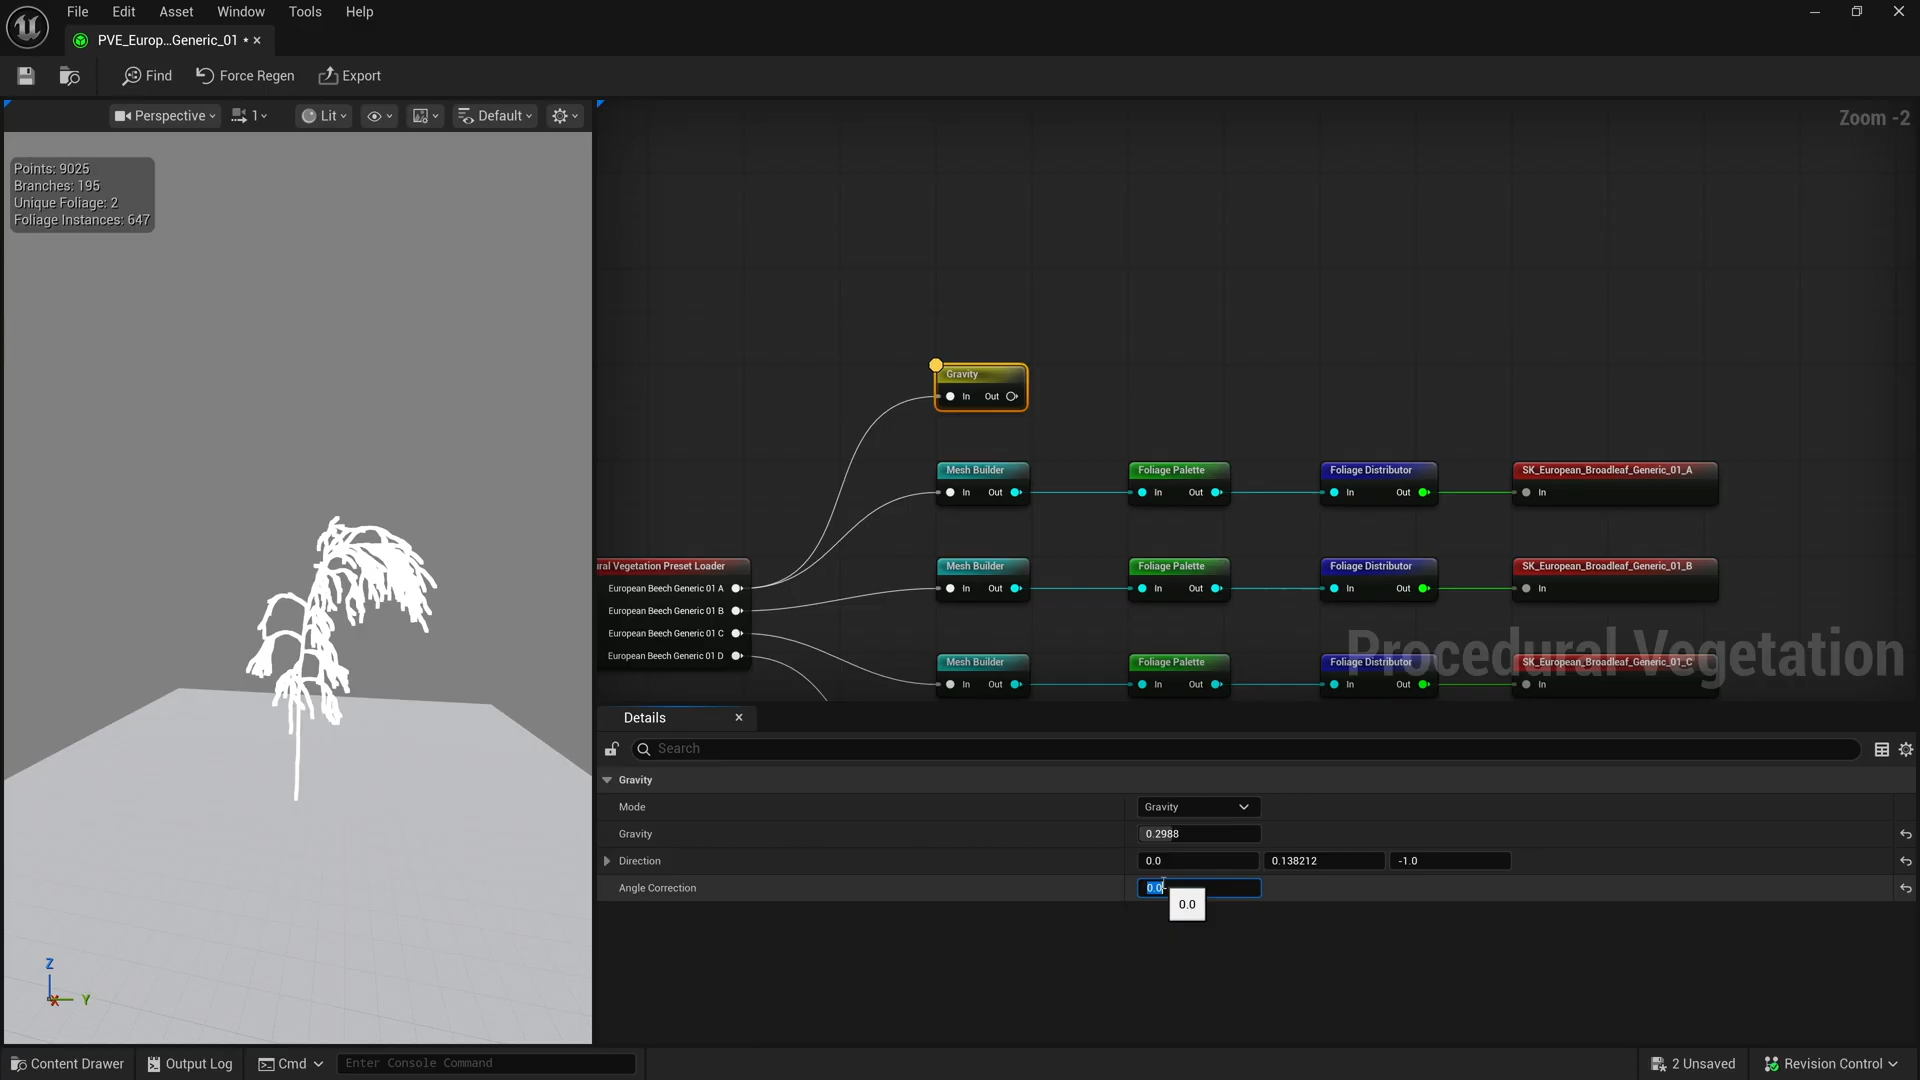 File Edit Asset Window Tools Help
PVE_Europ...Generic_01 • ×
Find Force Regen Export
Perspective 1 Lit Default
Points: 9025
Branches: 195
Unique Foliage: 2
Foliage Instances: 647
Z
Y
X
Zoom -2
Gravity
In Out
Mesh Builder Foliage Palette Foliage Distributor SK_European_Broadleaf_Generic_01_A
In Out In Out In Out In
ural Vegetation Preset Loader
European Beech Generic 01 A
European Beech Generic 01 B
European Beech Generic 01 C
European Beech Generic 01 D
Mesh Builder Foliage Palette Foliage Distributor SK_European_Broadleaf_Generic_01_B
In Out In Out In Out In
Procedural Vegetation
Mesh Builder Foliage Palette Foliage Distributor SK_European_Broadleaf_Generic_01_C
In Out In Out In Out In
Details
Search
Gravity
Mode Gravity
Gravity 0.2988
Direction 0.0 0.138212 -1.0
Angle Correction 0.0
0.0
Content Drawer Output Log Cmd Enter Console Command 2 Unsaved Revision Control